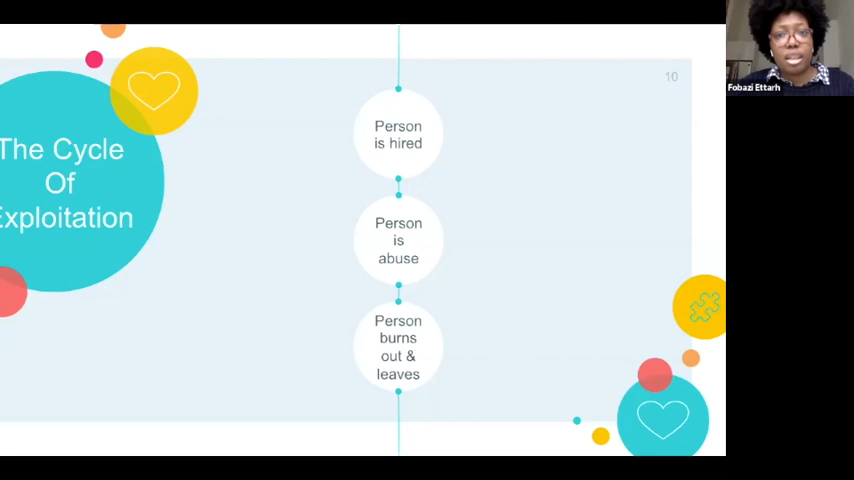 The Cycle
Of
Exploitation
Person
is hired
Person
is
abuse
Person
burns
out &
leaves
10
Fobazi Ettarh